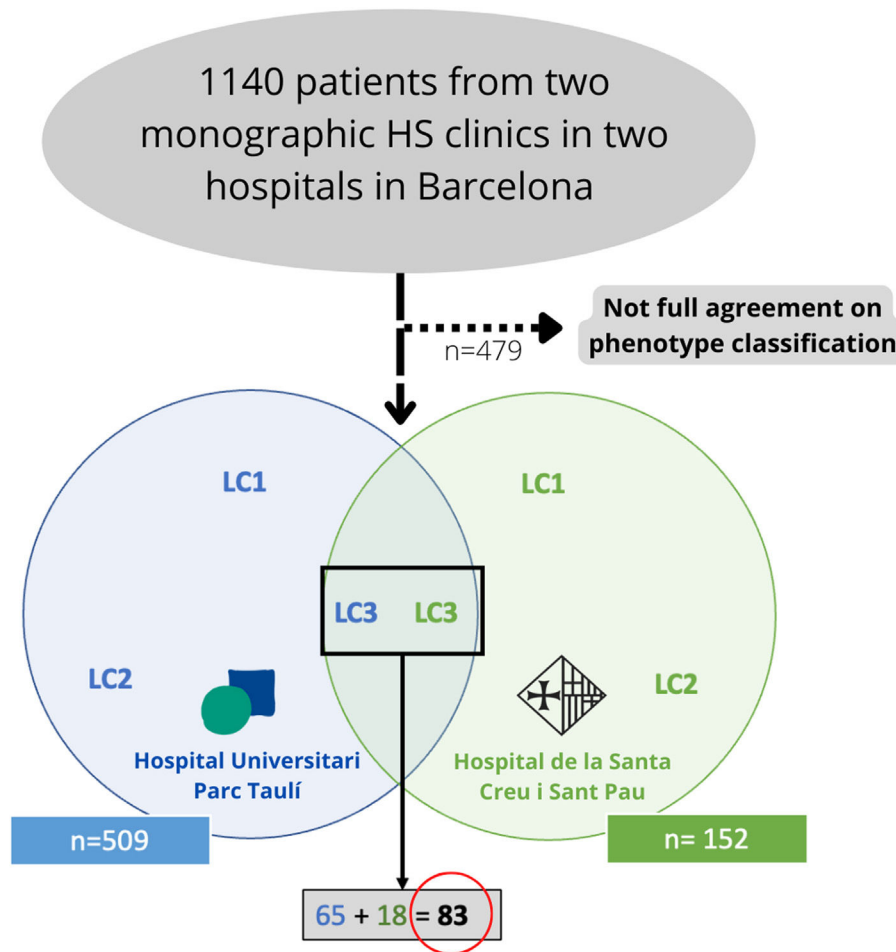 1140 patients from two
monographic HS clinics in two
hospitals in Barcelona
Not full agreement on
phenotype classification
n=479
LC1
LC1
LC3
LC3
LC2
LC2
Hospital Universitari
Parc Taulí
Hospital de la Santa
Creu i Sant Pau
n=509
n= 152
65 + 18 = 83